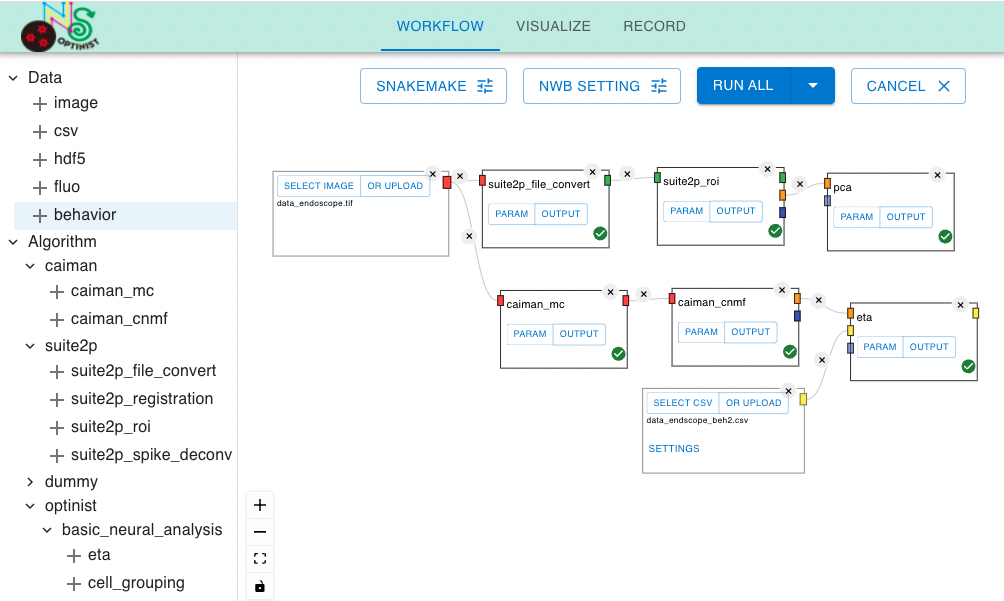 NS
OPTINIST
WORKFLOW VISUALIZE RECORD
SNAKEMAKE NWB SETTING RUN ALL CANCEL
Data
image
csv
hdf5
fluo
behavior
Algorithm
caiman
caiman_mc
caiman_cnmf
suite2p
suite2p_file_convert
suite2p_registration
suite2p_roi
suite2p_spike_deconv
dummy
optinist
basic_neural_analysis
eta
cell_grouping
SELECT IMAGE OR UPLOAD
data_endoscope.tif
suite2p_file_convert
PARAM OUTPUT
suite2p_roi
PARAM OUTPUT
pca
PARAM OUTPUT
caiman_mc
PARAM OUTPUT
caiman_cnmf
PARAM OUTPUT
eta
PARAM OUTPUT
SELECT CSV OR UPLOAD
data_endscope_beh2.csv
SETTINGS